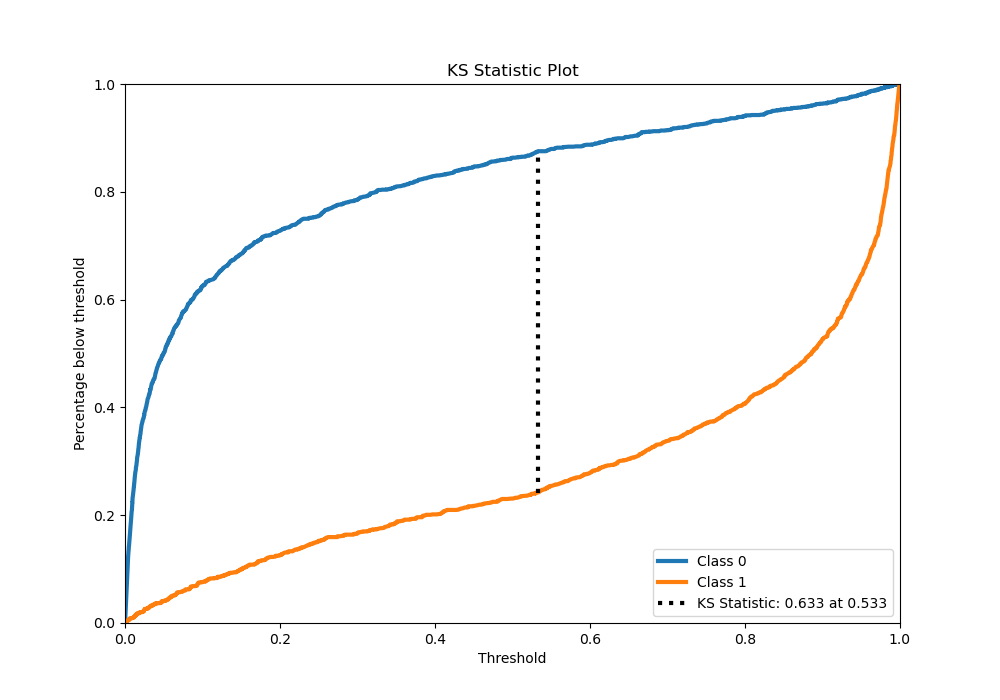 KS Statistic Plot
1.0
0.8
0.6
0.4
0.2
0.0
Percentage below threshold
0.0 0.2 0.4 0.6 0.8 1.0
Threshold
Class 0
Class 1
KS Statistic: 0.633 at 0.533